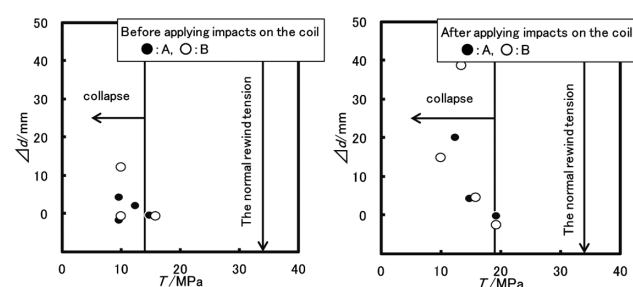 Before applying impacts on the coil
●: A, ○: B
50
40
30
20
10
0
Δd/mm
collapse
The normal rewind tension
0
10
20
30
40
T/MPa
After applying impacts on the coil
●: A, ○: B
50
40
30
20
10
0
Δd/mm
collapse
The normal rewind tension
0
10
20
30
40
T/MPa